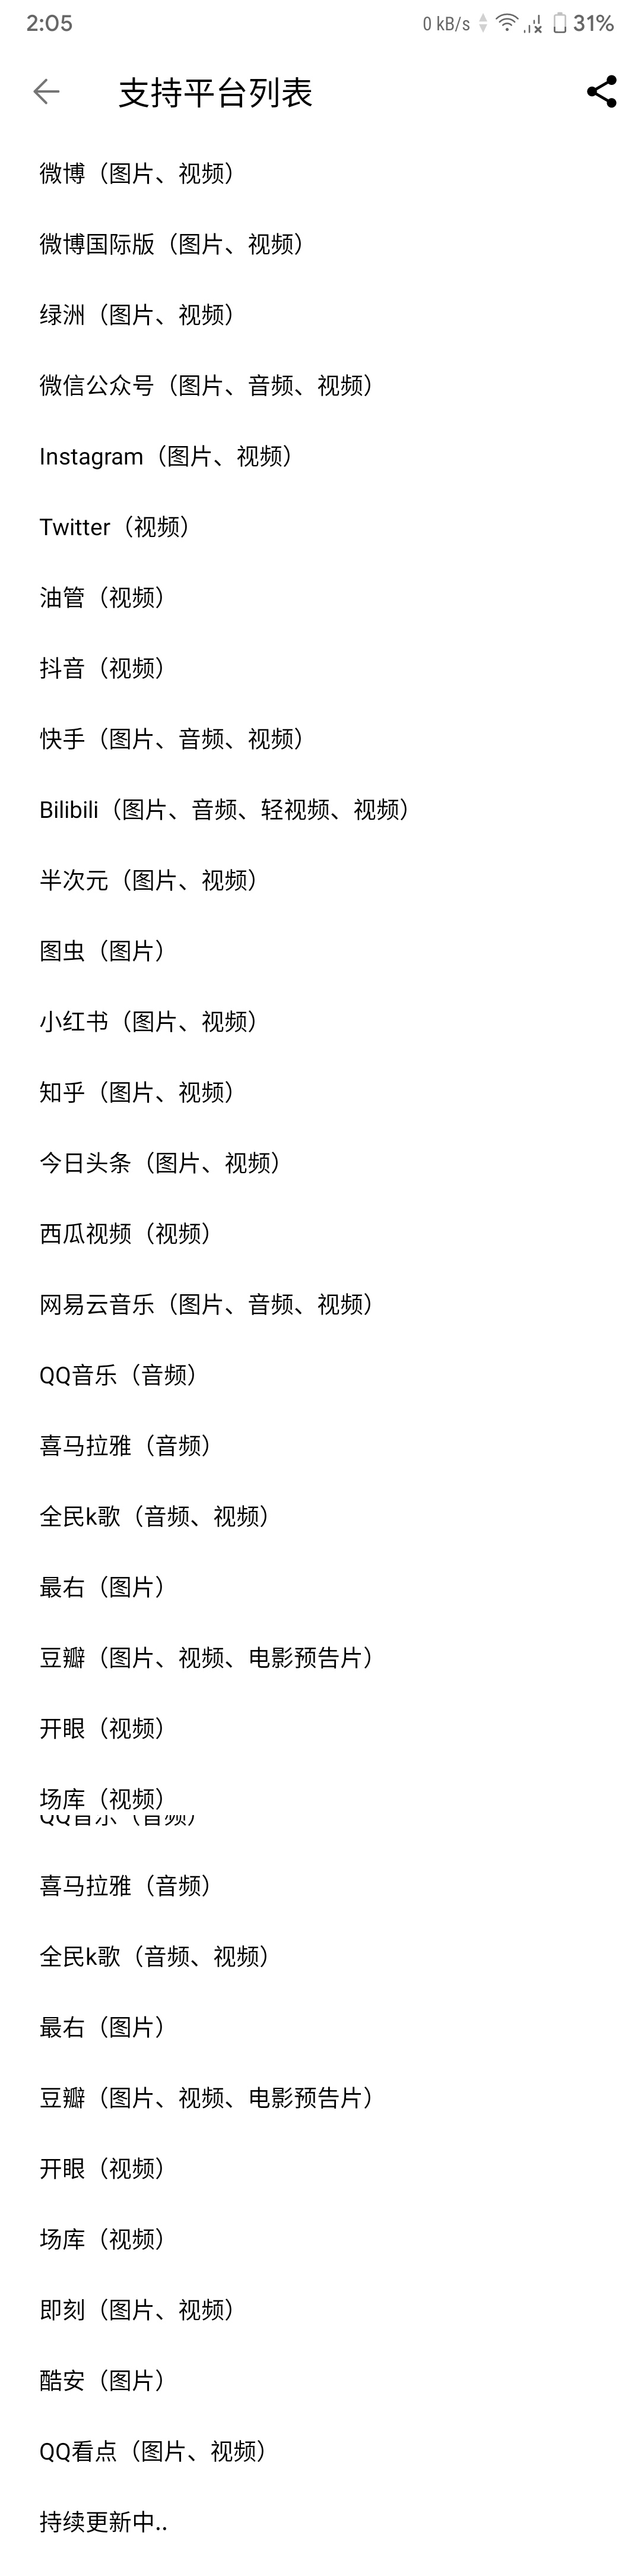 2:05
0 kB/s
31%
支持平台列表
微博（图片、视频）
微博国际版（图片、视频）
绿洲（图片、视频）
微信公众号（图片、音频、视频）
Instagram（图片、视频）
Twitter（视频）
油管（视频）
抖音（视频）
快手（图片、音频、视频）
Bilibili（图片、音频、轻视频、视频）
半次元（图片、视频）
图虫（图片）
小红书（图片、视频）
知乎（图片、视频）
今日头条（图片、视频）
西瓜视频（视频）
网易云音乐（图片、音频、视频）
QQ音乐（音频）
喜马拉雅（音频）
全民k歌（音频、视频）
最右（图片）
豆瓣（图片、视频、电影预告片）
开眼（视频）
场库（视频）
QQ音乐（音频）
喜马拉雅（音频）
全民k歌（音频、视频）
最右（图片）
豆瓣（图片、视频、电影预告片）
开眼（视频）
场库（视频）
即刻（图片、视频）
酷安（图片）
QQ看点（图片、视频）
持续更新中..